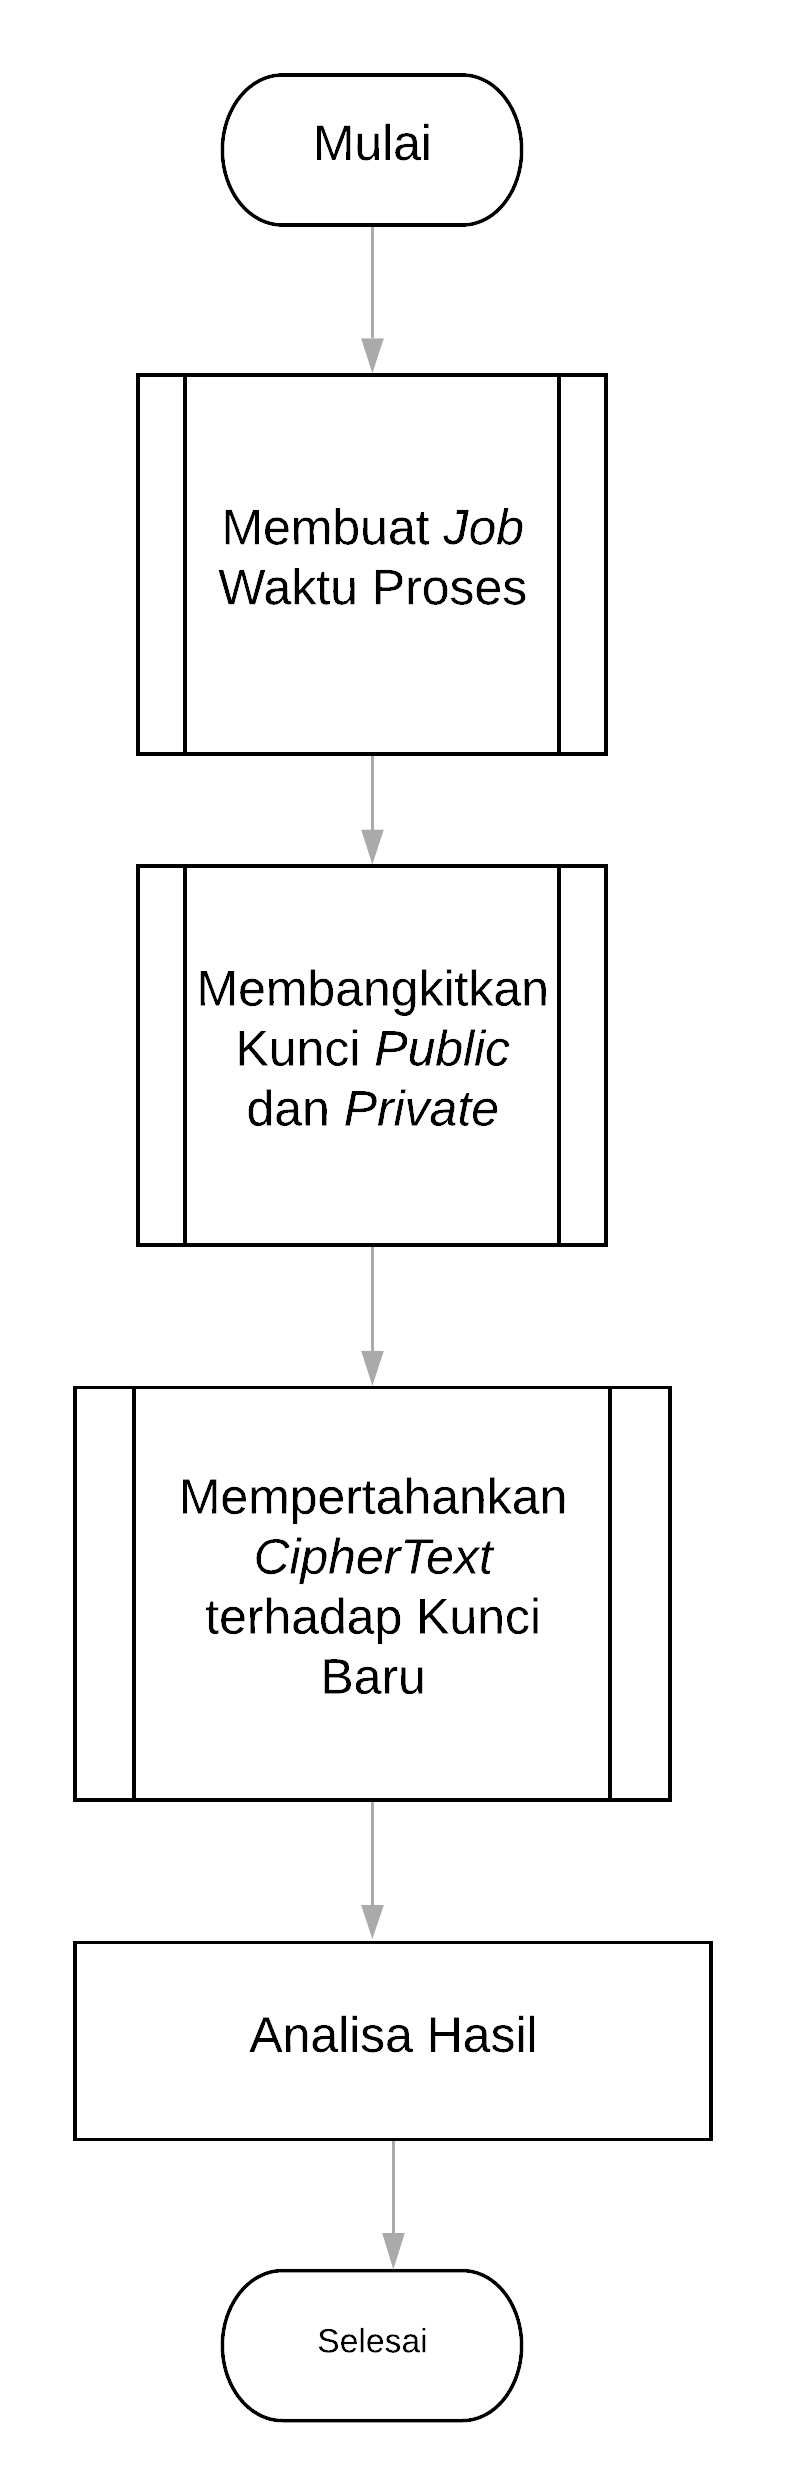 Mulai
Membuat Job
Waktu Proses
Membangkitkan
Kunci Public
dan Private
Mempertahankan
CipherText
terhadap Kunci
Baru
Analisa Hasil
Selesai